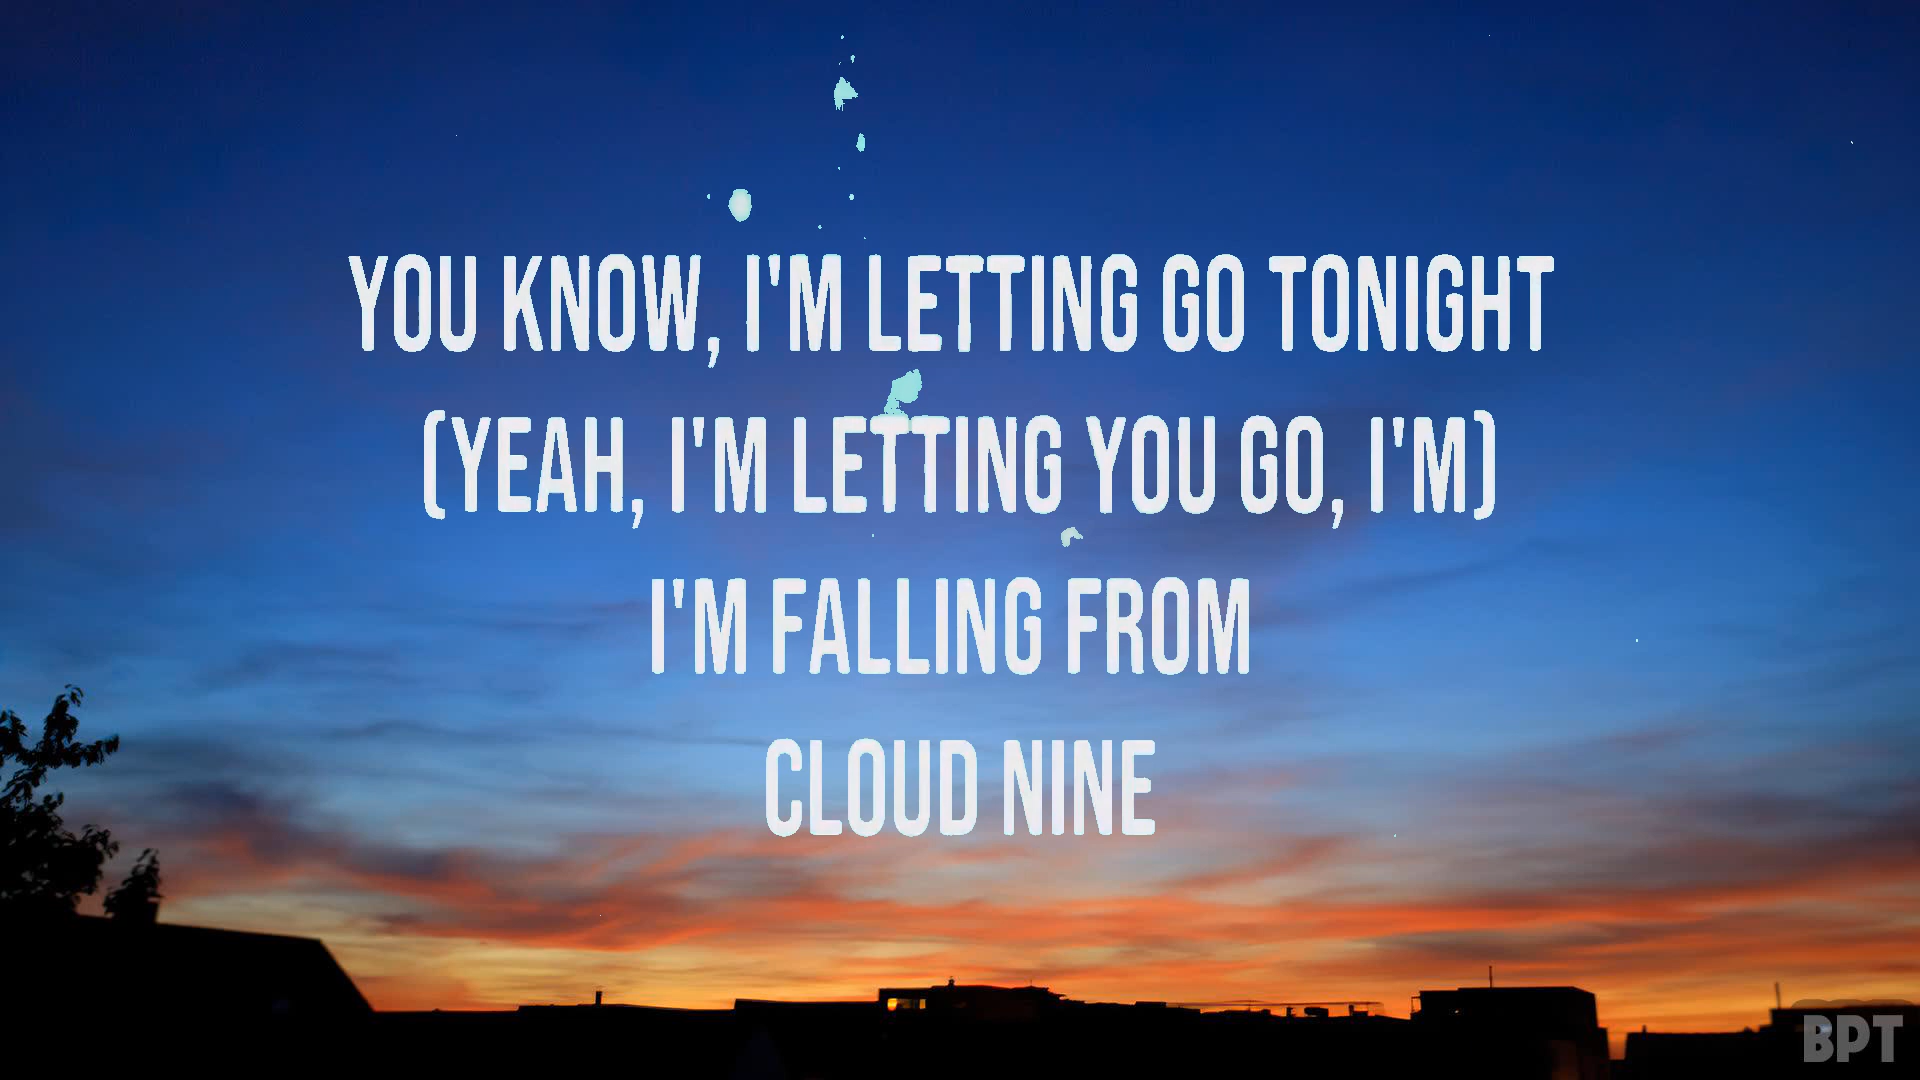 YOU KNOW, I'M LETTING GO TONIGHT
(YEAH, I'M LETTING YOU GO, I'M)
I'M FALLING FROM
CLOUD NINE
BPT